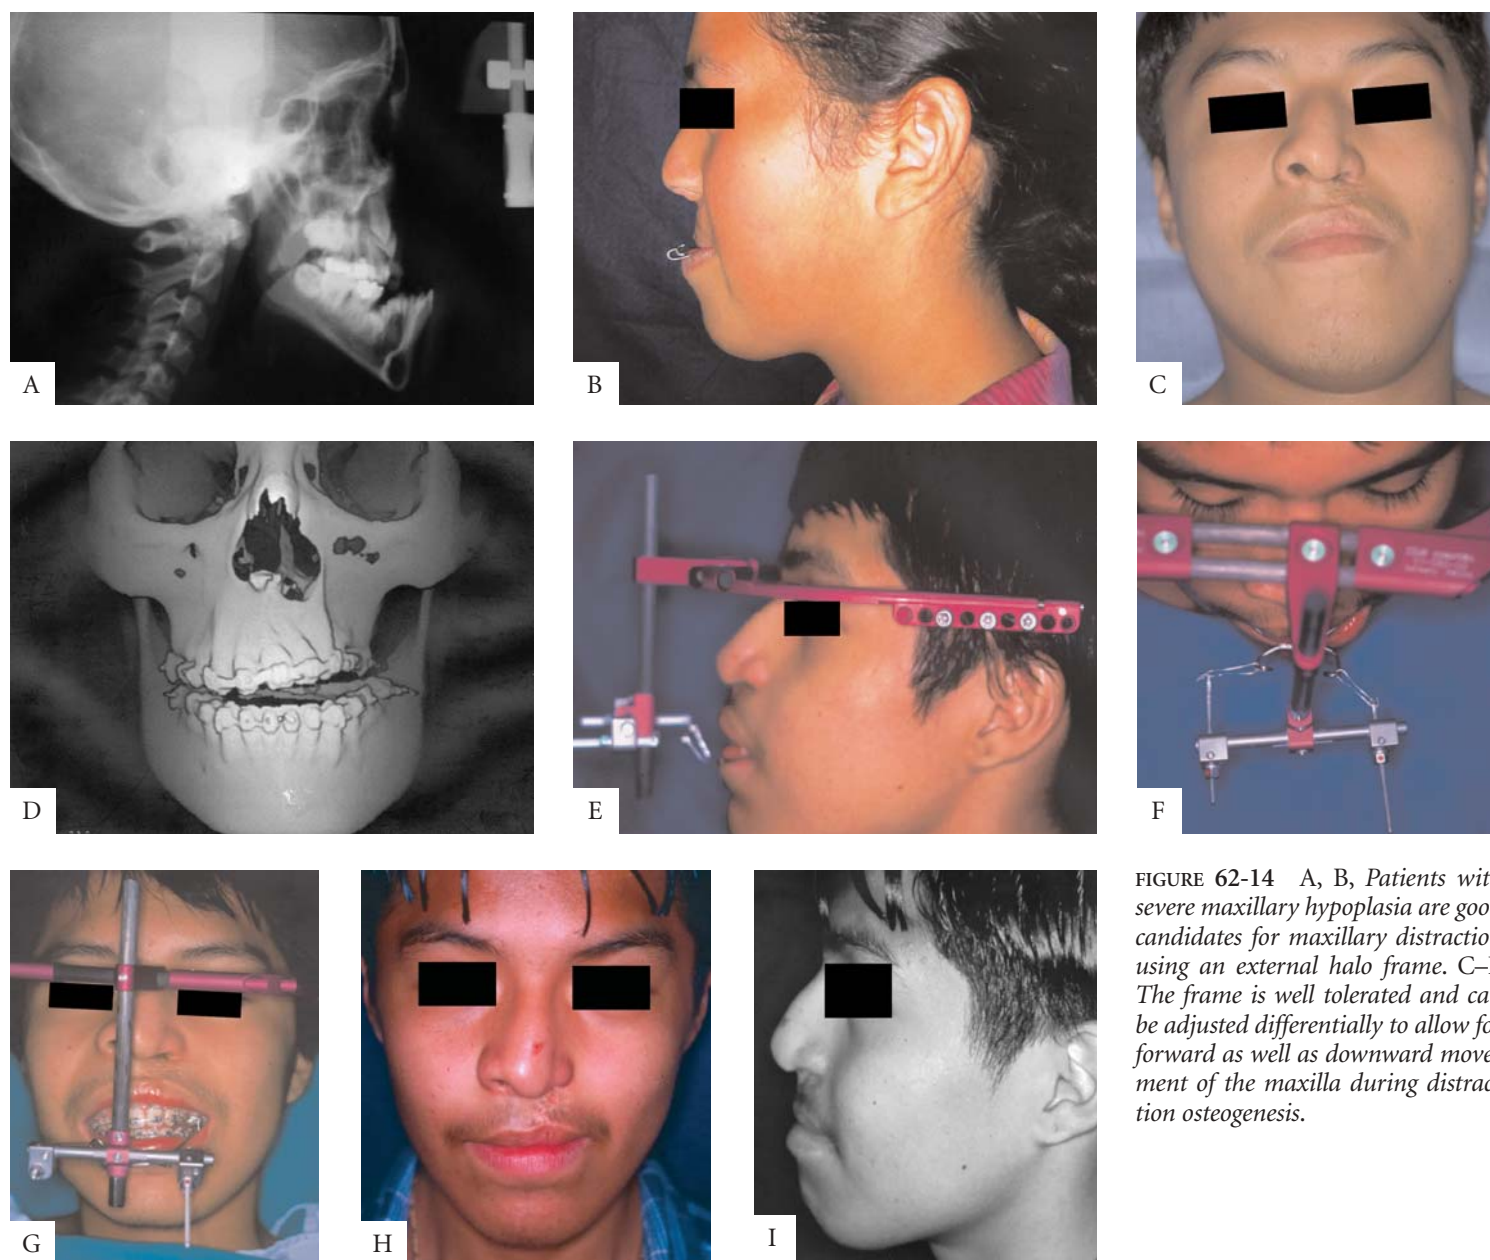 A
B
C
D
E
F
G
H
I
FIGURE 62-14 A, B, Patients wit
severe maxillary hypoplasia are goo
candidates for maxillary distractio
using an external halo frame. C–
The frame is well tolerated and ca
be adjusted differentially to allow fo
forward as well as downward move
ment of the maxilla during distrac
tion osteogenesis.